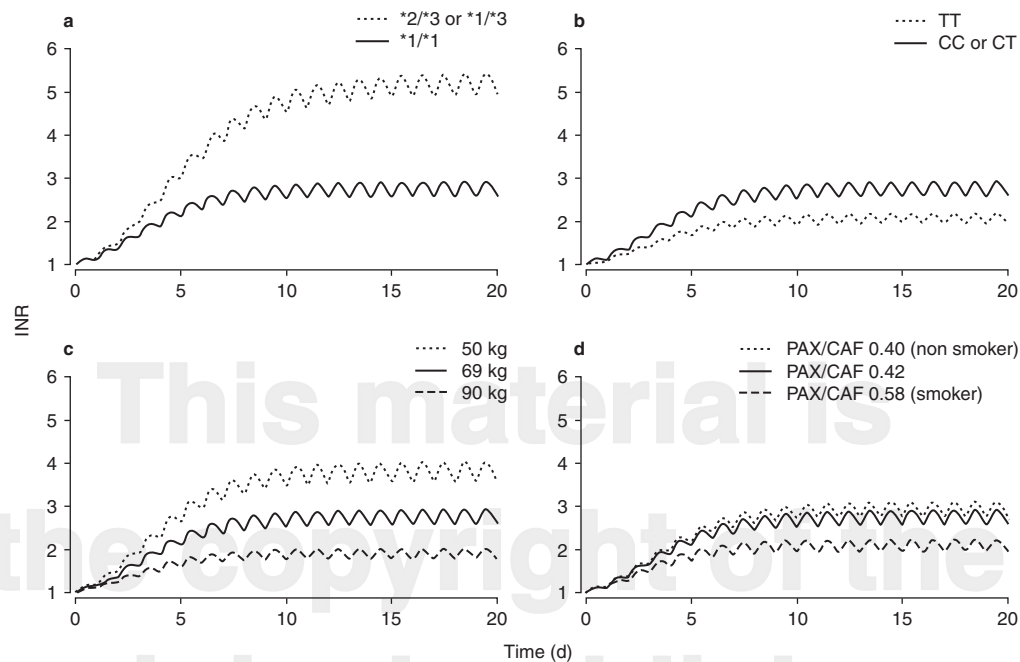 a
*2/*3 or *1/*3
*1/*1
6
5
4
3
2
1
0 5 10 15 20
b
TT
CC or CT
6
5
4
3
2
1
0 5 10 15 20
INR
c
50 kg
69 kg
90 kg
6
5
4
3
2
1
0 5 10 15 20
d
PAX/CAF 0.40 (non smoker)
PAX/CAF 0.42
PAX/CAF 0.58 (smoker)
6
5
4
3
2
1
0 5 10 15 20
Time (d)
This material is
the copyright of the